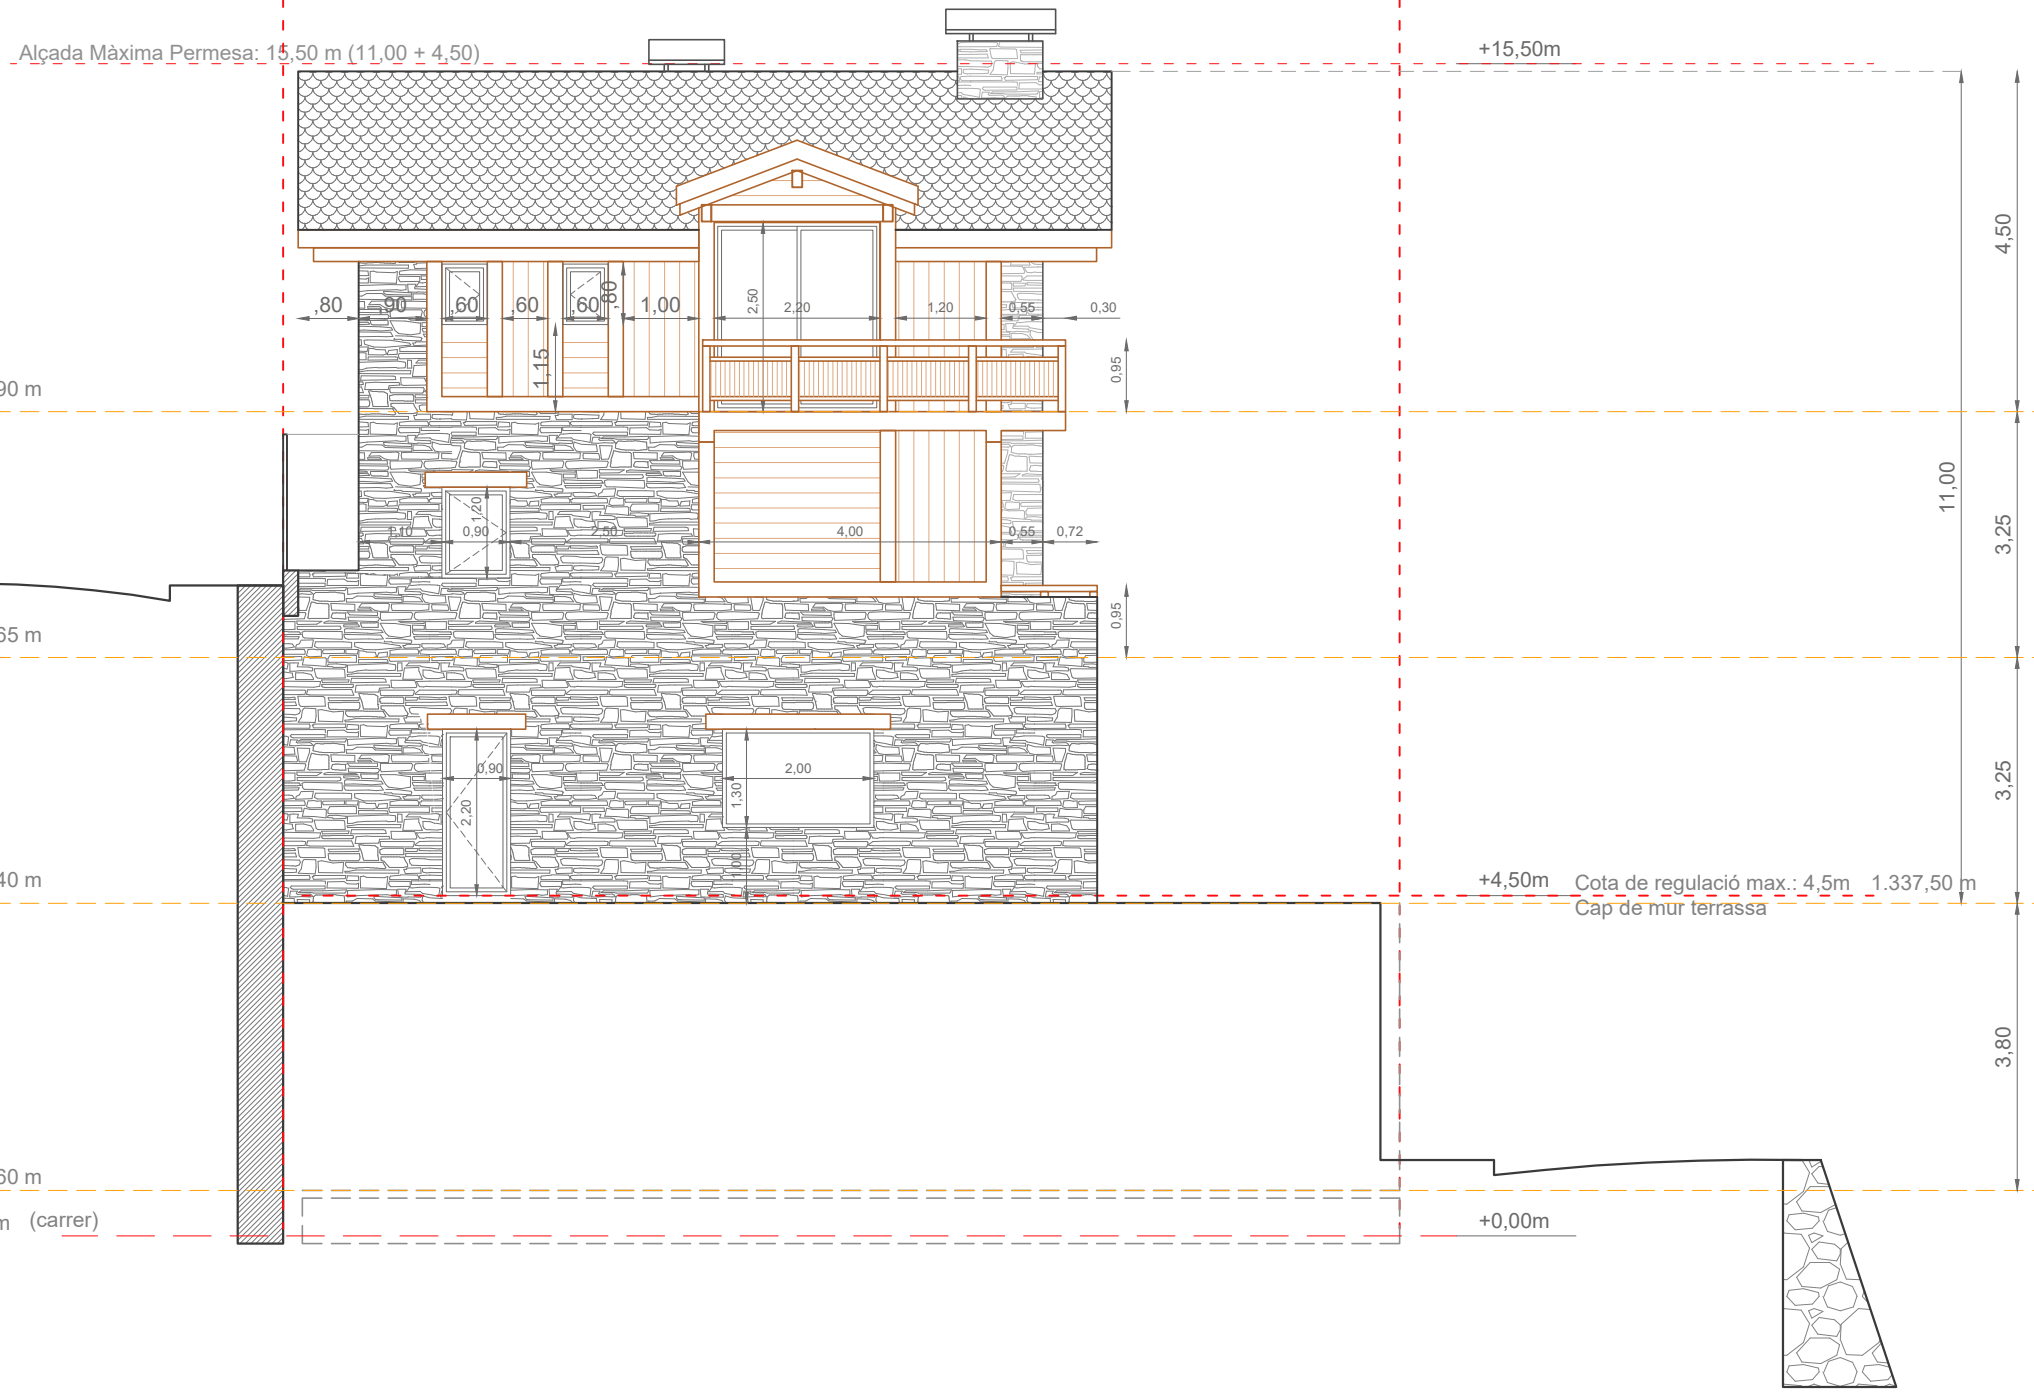 Alçada Màxima Permesa: 15,50 m (11,00 + 4,50)
+15,50m
4,50
,80
,90
,60
,60
,60
,80
1,00
2,50
2,20
1,20
0,55
0,30
1,15
0,95
90 m
11,00
1,20
1,10
0,90
2,50
4,00
0,55
0,72
3,25
0,95
65 m
0,90
2,20
2,00
1,30
1,00
3,25
40 m
+4,50m
Cota de regulació max.: 4,5m 1.337,50 m
Cap de mur terrassa
3,80
60 m
m (carrer)
+0,00m